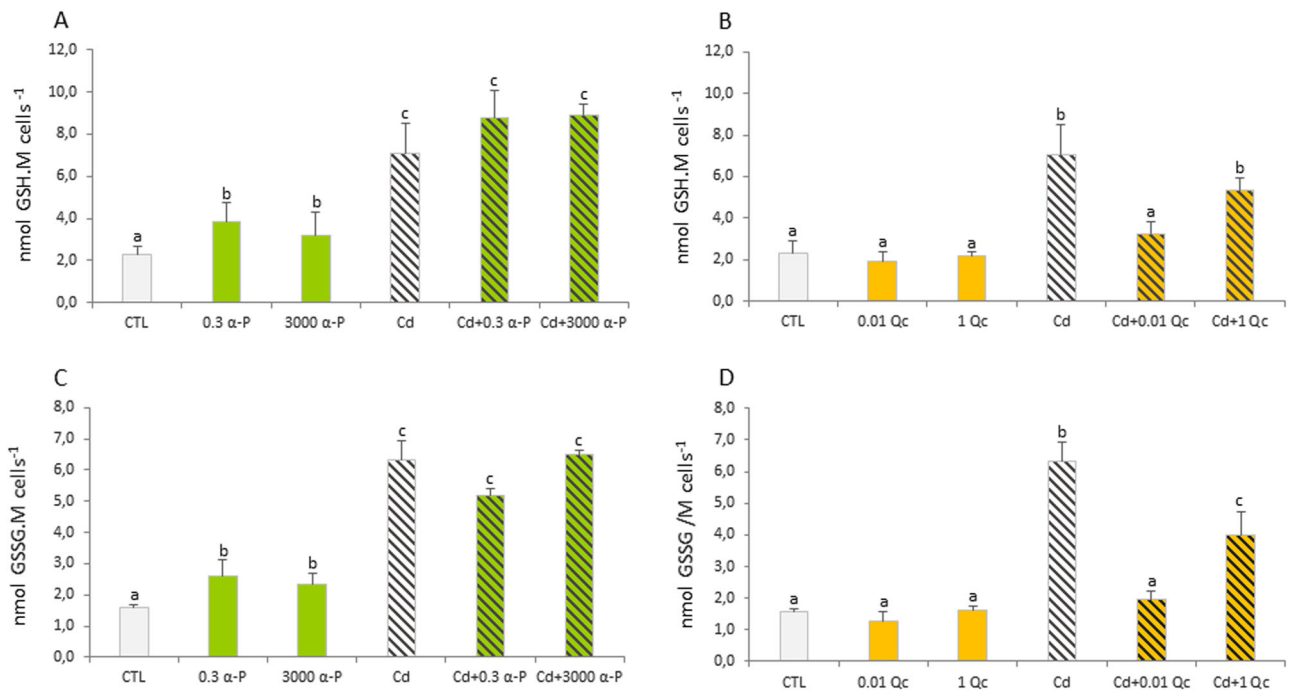 A
nmol GSH.M cells⁻¹
12,0
10,0
8,0
6,0
4,0
2,0
0,0
a
b
b
c
c
c
CTL 0.3 α-P 3000 α-P Cd Cd+0.3 α-P Cd+3000 α-P
B
nmol GSH.M cells⁻¹
12,0
10,0
8,0
6,0
4,0
2,0
0,0
a
a
a
b
a
b
CTL 0.01 Qc 1 Qc Cd Cd+0.01 Qc Cd+1 Qc
C
nmol GSSG.M cells⁻¹
8,0
7,0
6,0
5,0
4,0
3,0
2,0
1,0
0,0
a
b
b
c
c
c
CTL 0.3 α-P 3000 α-P Cd Cd+0.3 α-P Cd+3000 α-P
D
nmol GSSG /M cells⁻¹
8,0
7,0
6,0
5,0
4,0
3,0
2,0
1,0
0,0
a
a
a
b
a
c
CTL 0.01 Qc 1 Qc Cd Cd+0.01 Qc Cd+1 Qc